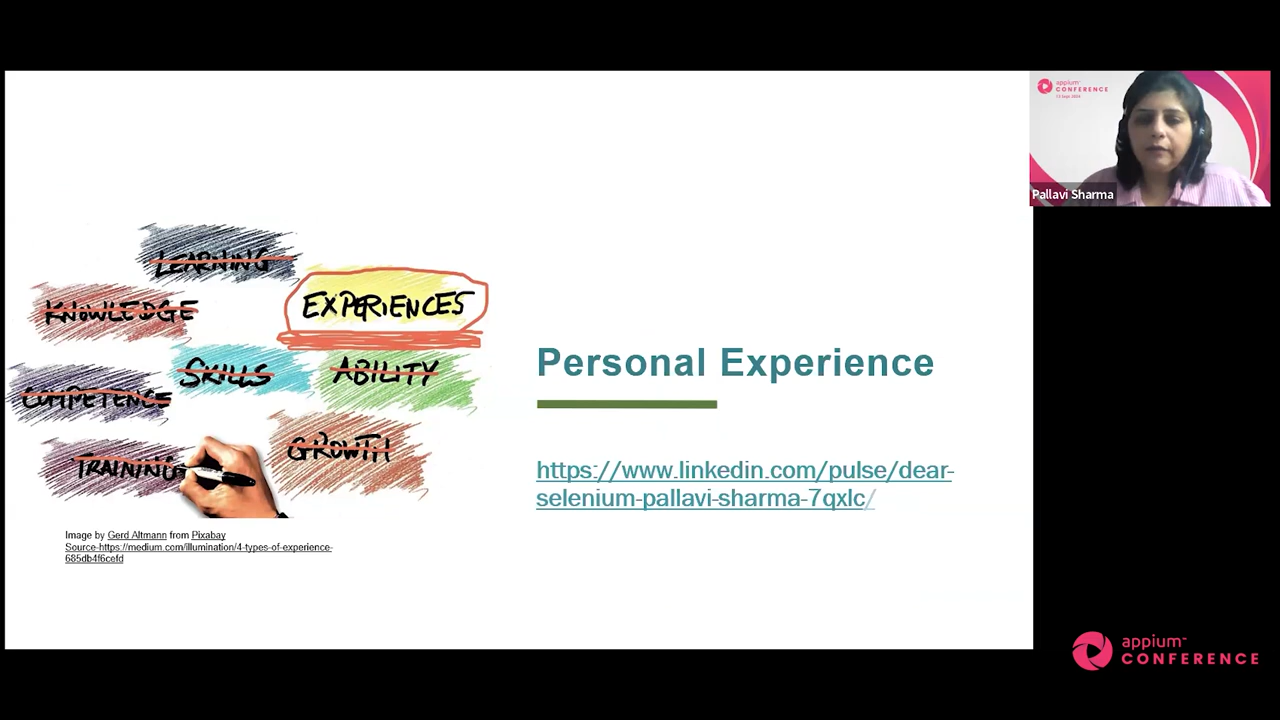 LEARNING
KNOWLEDGE
EXPERIENCES
SKILLS
ABILITY
COMPETENCE
GROWTH
TRAINING
Image by Gerd Altmann from Pixabay
Source-https://medium.com/illumination/4-types-of-experience-
685db4f6cefd
Personal Experience
https://www.linkedin.com/pulse/dear-
selenium-pallavi-sharma-7qxlc/
appium
CONFERENCE
Pallavi Sharma
appium
CONFERENCE